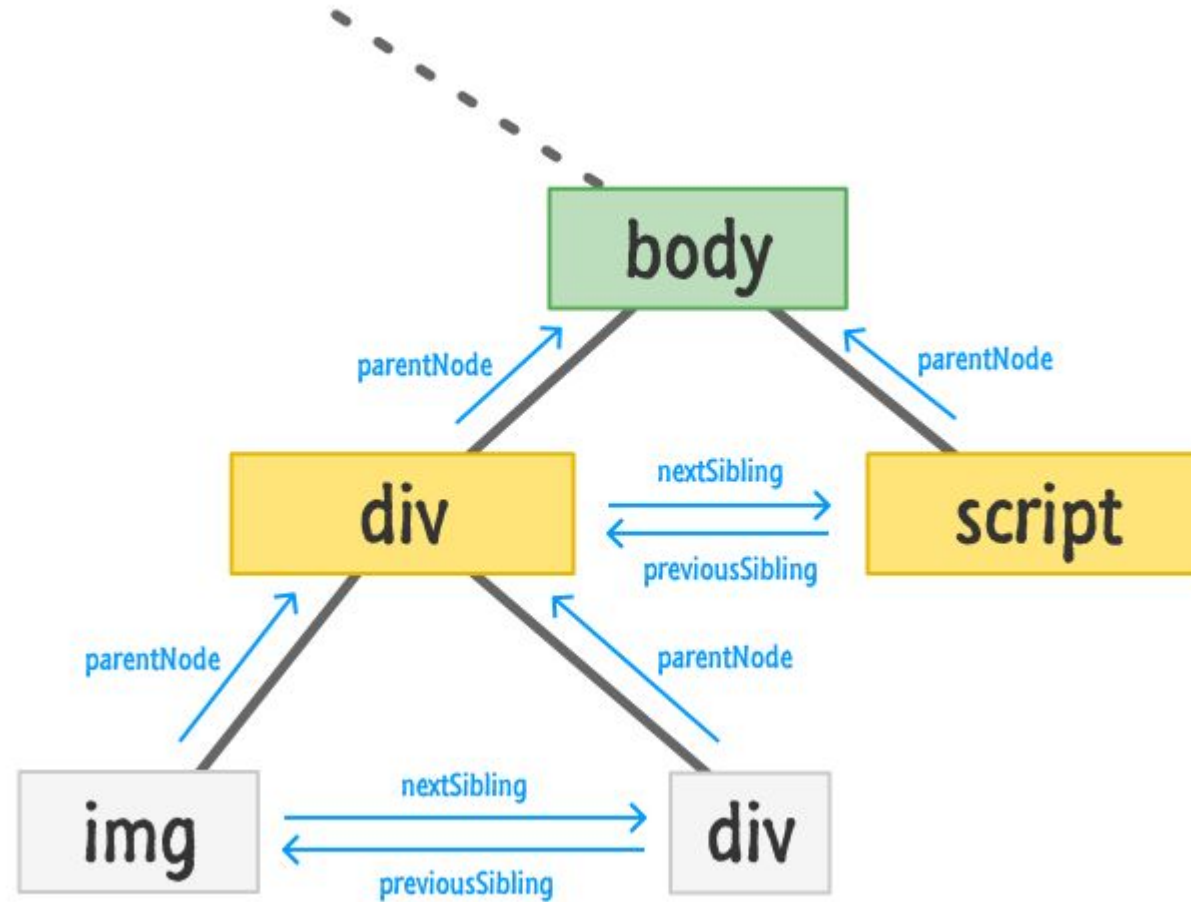 body
parentNode
parentNode
nextSibling
div
script
previousSibling
parentNode
parentNode
nextSibling
img
div
previousSibling